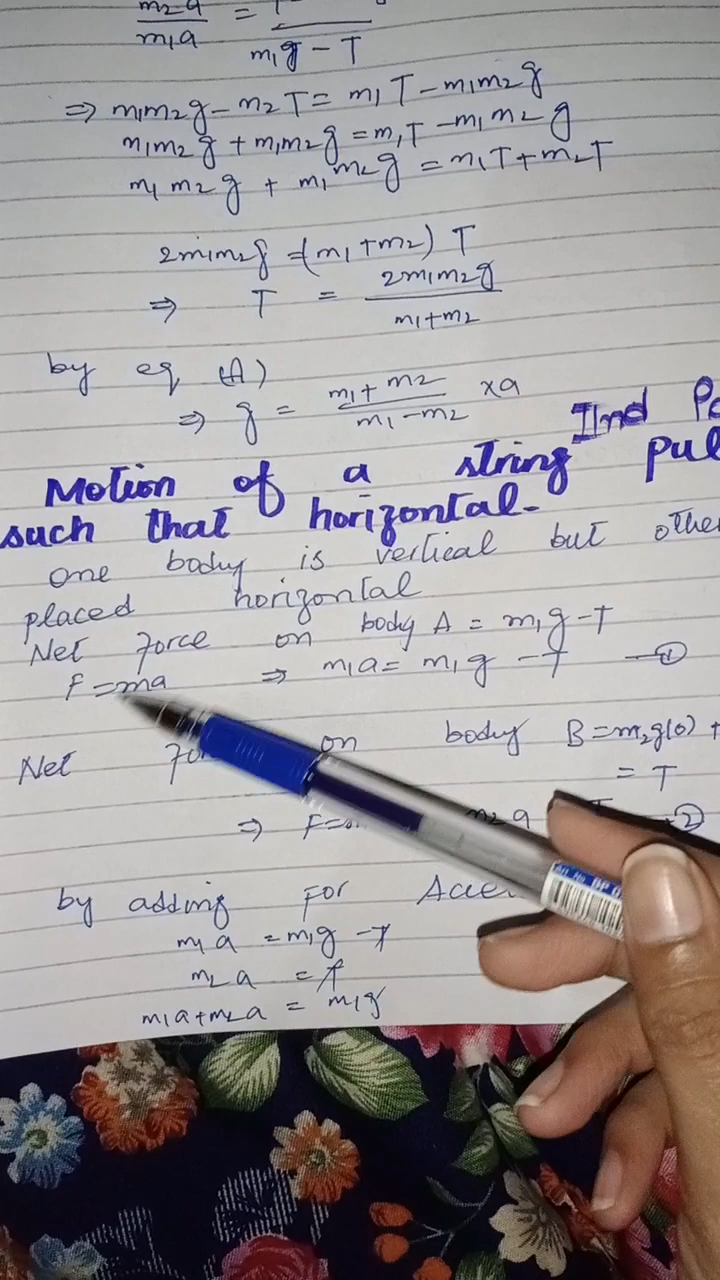 m₂a / m₁a = T / m₁g - T
⇒ m₁m₂g - m₂T = m₁T - m₁m₂g
m₁m₂g + m₁m₂g = m₁T - m₁m₂g
m₁m₂g + m₁m₂g = m₁T + m₂T
2m₁m₂g = (m₁+m₂) T
⇒ T = 2m₁m₂g / m₁+m₂
by eq (A)
⇒ g = m₁+m₂ / m₁-m₂ × a
IInd
Motion of a string
such that horizontal.
one body is vertical but other
placed horizontal
Net force on body A = m₁g - T
F = ma ⇒ m₁a = m₁g - T — ①
Net on body B = m₂g(0) +
= T
⇒ a ②
by adding for
m₁a = m₁g - T
m₂a = T
m₁a + m₂a = m₁g